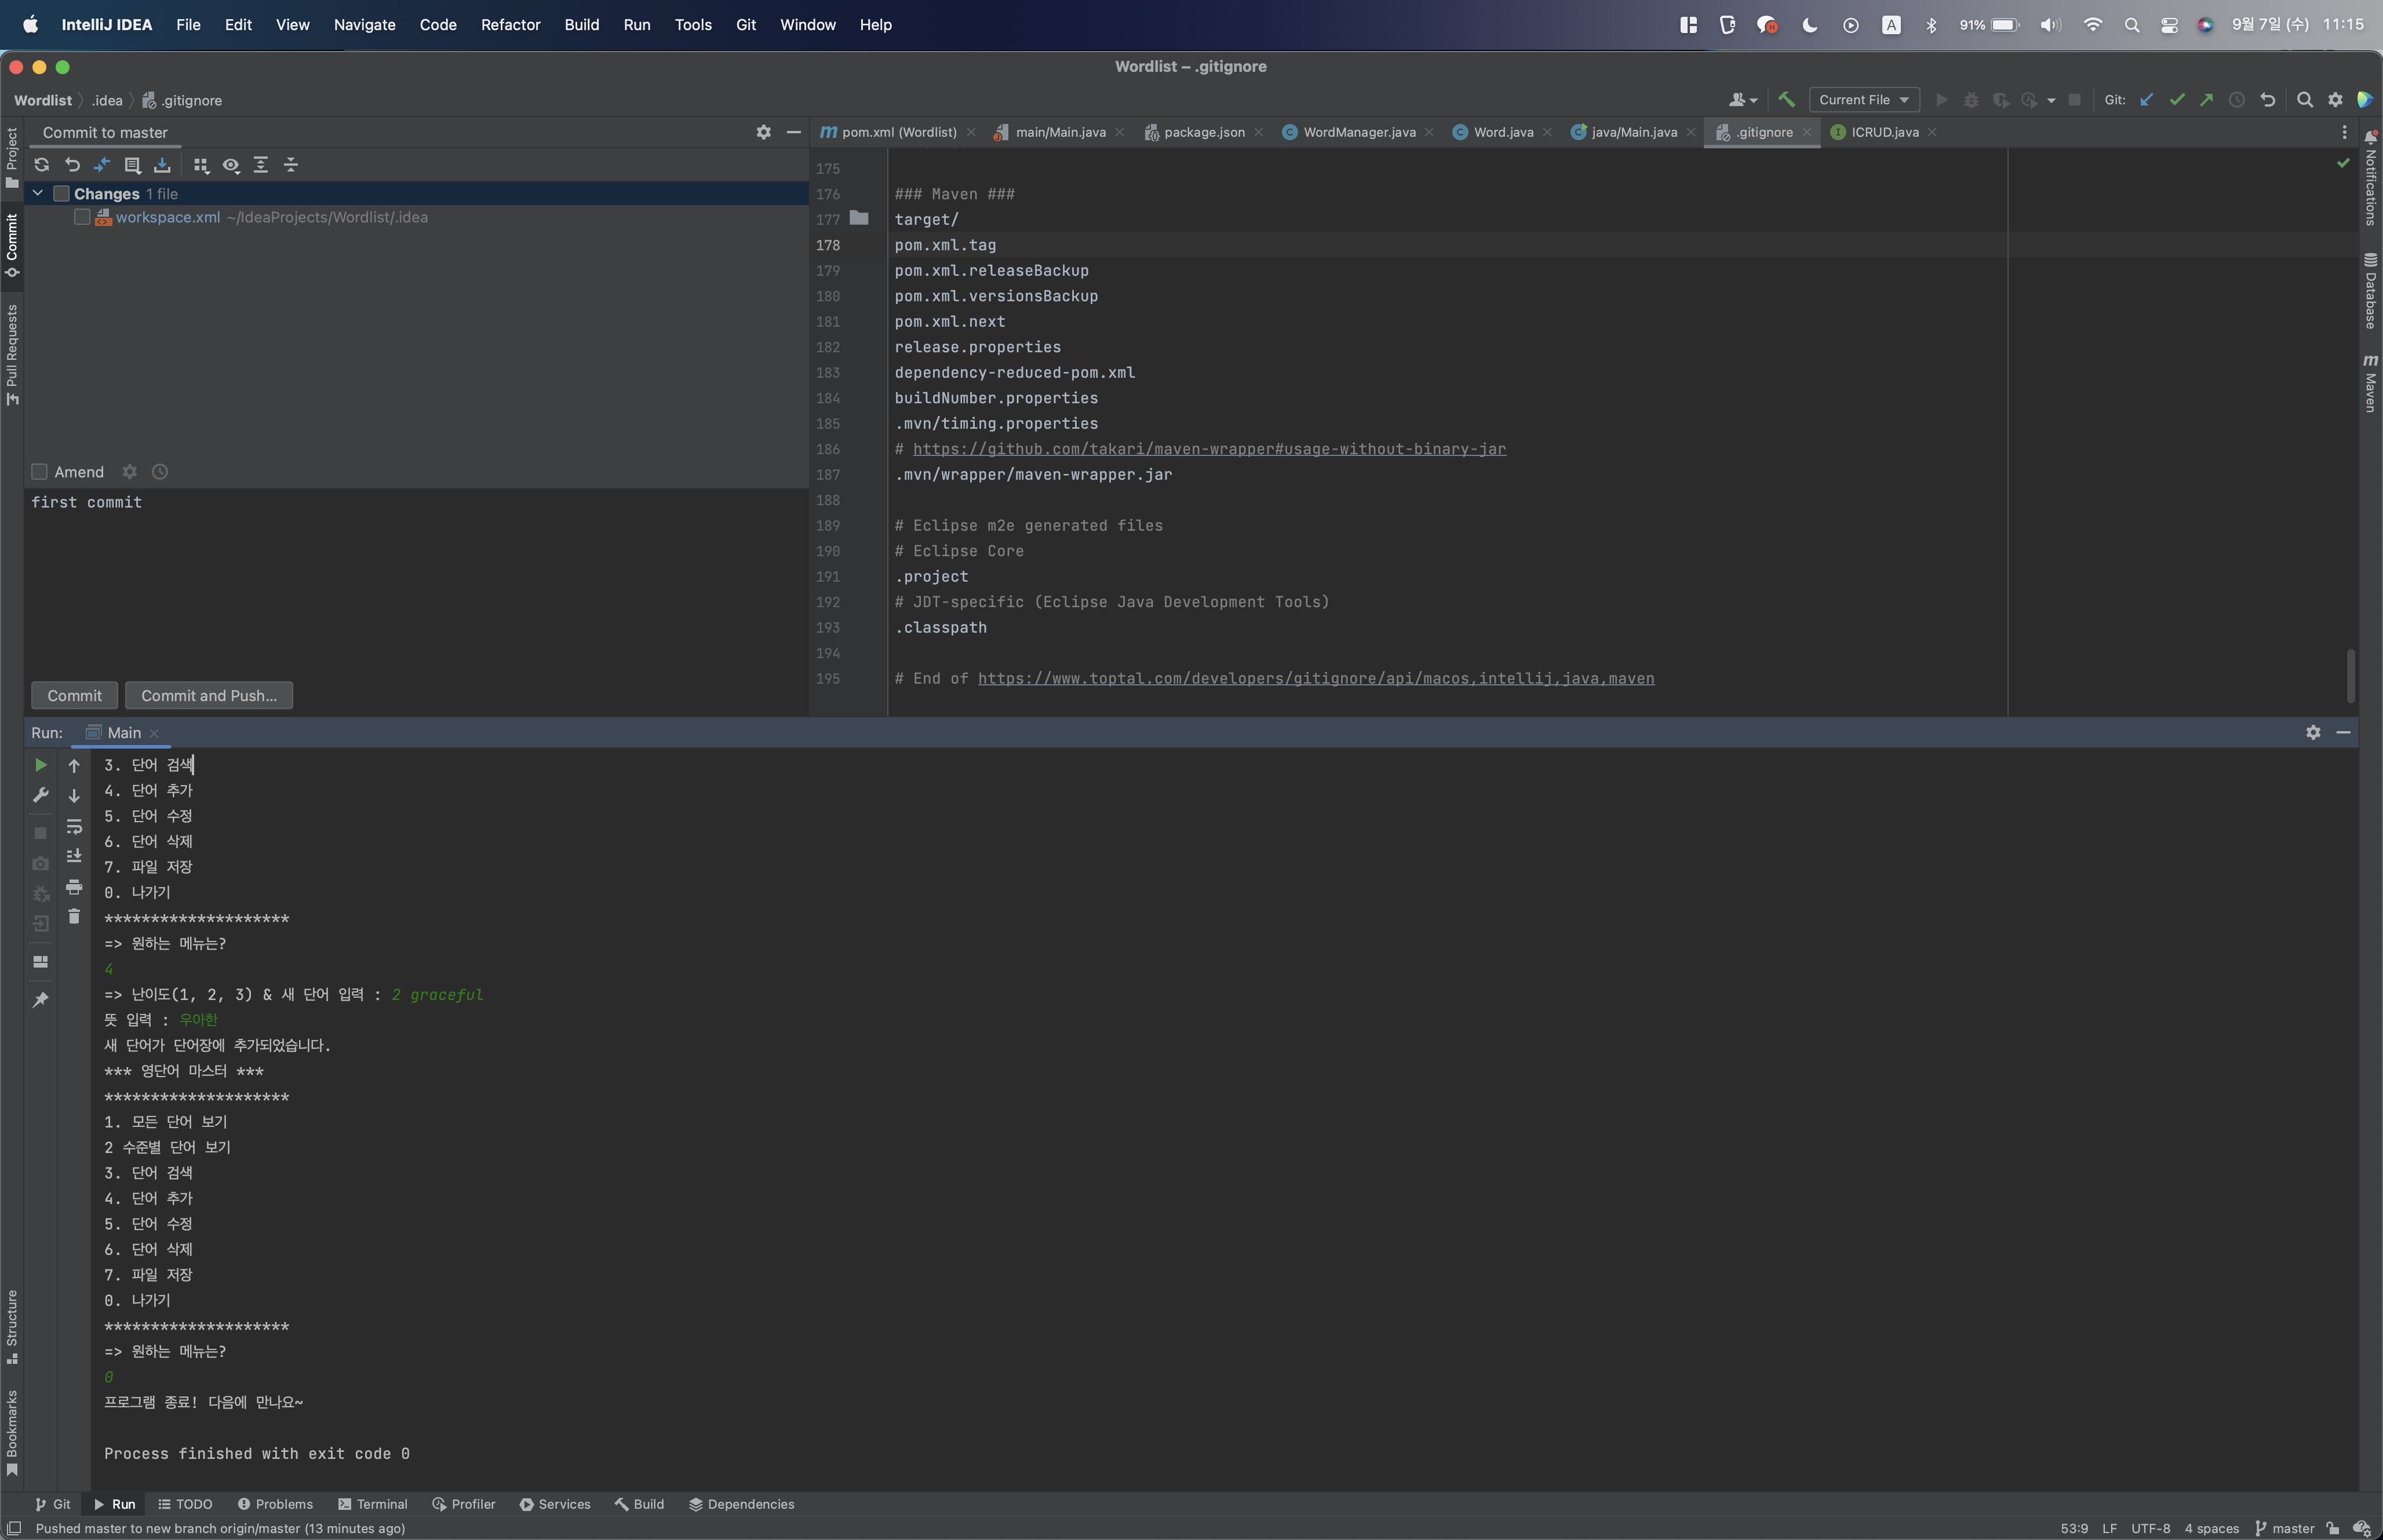 IntelliJ IDEA File Edit View Navigate Code Refactor Build Run Tools Git Window Help A 91% 9월 7일 (수) 11:15
Wordlist – .gitignore
Wordlist .idea .gitignore Current File Git:
Commit to master
pom.xml (Wordlist) main/Main.java package.json WordManager.java Word.java java/Main.java .gitignore ICRUD.java
Project
Commit
Pull Requests
Changes 1 file
workspace.xml ~/IdeaProjects/Wordlist/.idea
Amend
first commit
Commit Commit and Push...
175
176 ### Maven ###
177 target/
178 pom.xml.tag
179 pom.xml.releaseBackup
180 pom.xml.versionsBackup
181 pom.xml.next
182 release.properties
183 dependency-reduced-pom.xml
184 buildNumber.properties
185 .mvn/timing.properties
186 # https://github.com/takari/maven-wrapper#usage-without-binary-jar
187 .mvn/wrapper/maven-wrapper.jar
188
189 # Eclipse m2e generated files
190 # Eclipse Core
191 .project
192 # JDT-specific (Eclipse Java Development Tools)
193 .classpath
194
195 # End of https://www.toptal.com/developers/gitignore/api/macos,intellij,java,maven
Notifications
Database
Maven
Run: Main
3. 단어 검색
4. 단어 추가
5. 단어 수정
6. 단어 삭제
7. 파일 저장
0. 나가기
********************
=> 원하는 메뉴는?
4
=> 난이도(1, 2, 3) & 새 단어 입력 : 2 graceful
뜻 입력 : 우아한
새 단어가 단어장에 추가되었습니다.
*** 영단어 마스터 ***
********************
1. 모든 단어 보기
2 수준별 단어 보기
3. 단어 검색
4. 단어 추가
5. 단어 수정
6. 단어 삭제
7. 파일 저장
0. 나가기
********************
=> 원하는 메뉴는?
0
프로그램 종료! 다음에 만나요~
Process finished with exit code 0
Structure
Bookmarks
Git Run TODO Problems Terminal Profiler Services Build Dependencies
Pushed master to new branch origin/master (13 minutes ago) 53:9 LF UTF-8 4 spaces master